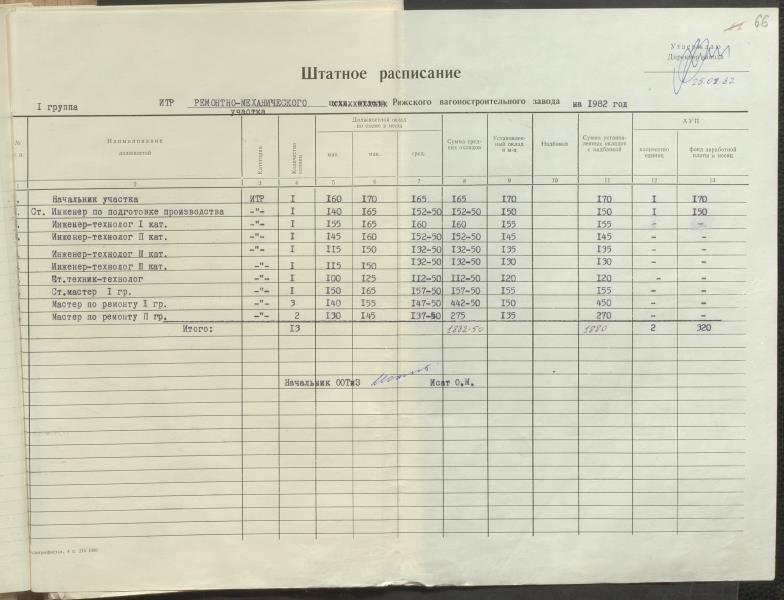 66
Утверждаю
Директор завода
25.01.82
Штатное расписание
I группа ИТР РЕМОНТНО-МЕХАНИЧЕСКОГО участка цеха, отдела Рижского вагоностроительного завода на I982 год
№ п. п. Наименование должностей Категория Количество единиц Должностной оклад по схеме в месяц мин. мак. сред. Сумма средних окладов Установленный оклад в м-ц Надбавки Сумма установленных окладов с надбавкой АУП количество единиц фонд заработной платы в месяц
1 2 3 4 5 6 7 8 9 10 11 12 13
Начальник участка ИТР I I60 I70 I65 I65 I70 I70 I I70
Ст. Инженер по подготовке производства -"- I I40 I65 I52-50 I52-50 I50 I50 I I50
Инженер-технолог I кат. -"- I I55 I65 I60 I60 I55 I55 - -
Инженер-технолог П кат. -"- I I45 I60 I52-50 I52-50 I45 I45 - -
Инженер-технолог Ш кат. -"- I II5 I50 I32-50 I32-50 I35 I35 - -
Инженер-технолог Ш кат. -"- I II5 I50 I32-50 I32-50 I30 I30 - -
Ст.техник-технолог -"- I I00 I25 II2-50 II2-50 I20 I20 - -
Ст.мастер I гр. -"- I I50 I65 I57-50 I57-50 I55 I55 - -
Мастер по ремонту I гр. -"- 3 I40 I55 I47-50 442-50 I50 450 - -
Мастер по ремонту П гр. -"- 2 I30 I45 I37-50 275 I35 270 - -
Итого: I3 1882-50 1880 2 320
Начальник ООТиЗ Исат О.М.